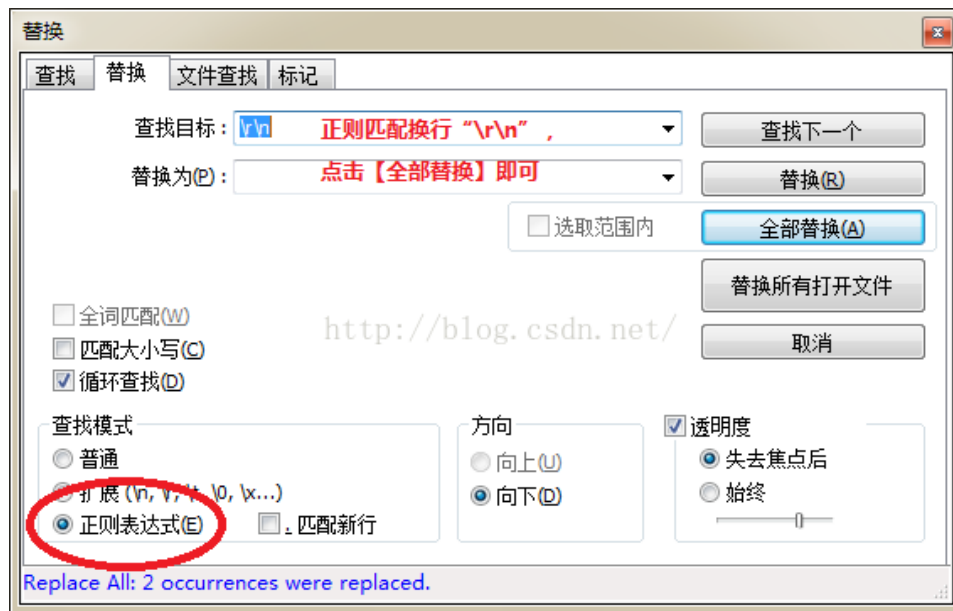 替换
查找 替换 文件查找 标记
查找目标： \r\n 正则匹配换行“\r\n”， 查找下一个
替换为(P)： 点击【全部替换】即可 替换(R)
选取范围内 全部替换(A)
替换所有打开文件
全词匹配(W) http://blog.csdn.net/
匹配大小写(C) 取消
循环查找(D)
查找模式 方向 透明度
普通 向上(U) 失去焦点后
扩展 (\n, \r, \t, \0, \x...) 向下(D) 始终
正则表达式(E) . 匹配新行
Replace All: 2 occurrences were replaced.